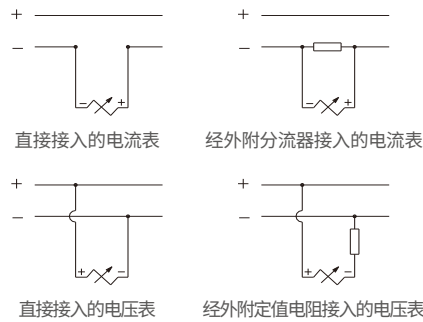 + +
− −
− + − +
直接接入的电流表 经外附分流器接入的电流表
+ +
− −
+ − + −
直接接入的电压表 经外附定值电阻接入的电压表